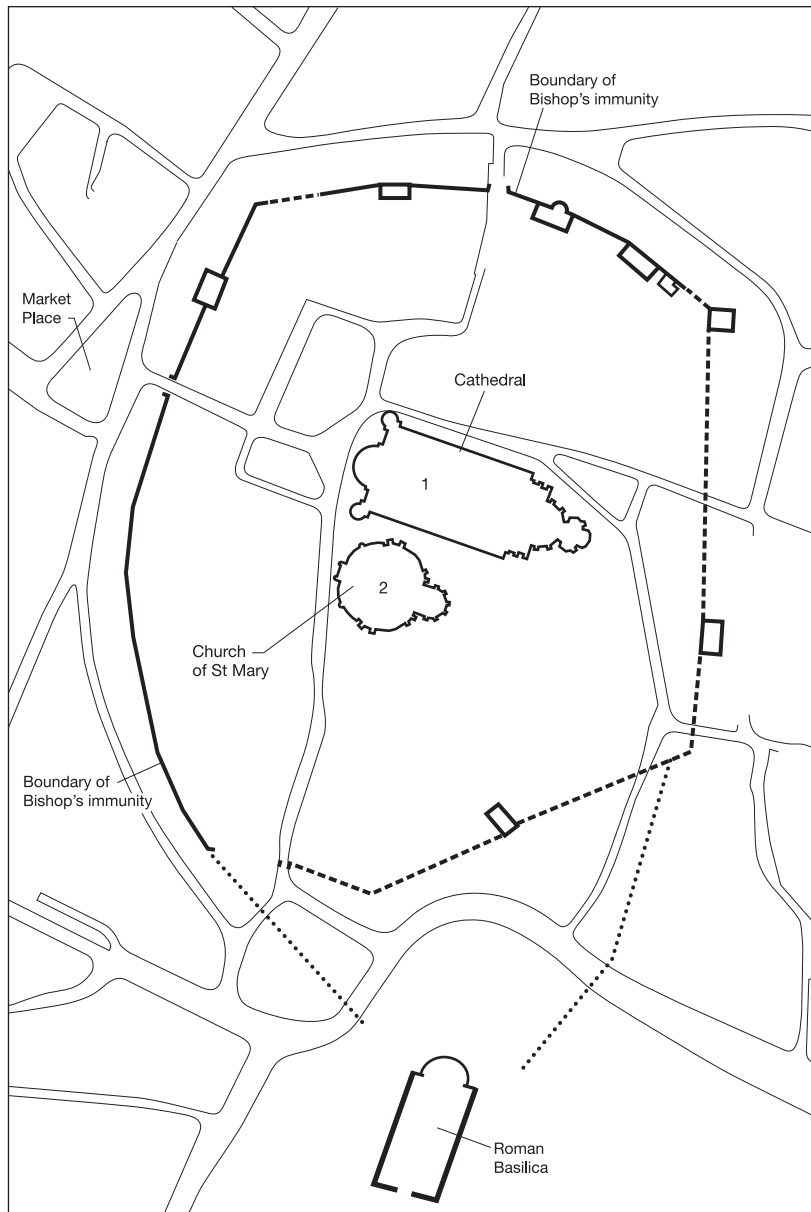 Boundary of
Bishop's immunity
Market
Place
Cathedral
1
2
Church
of St Mary
Boundary of
Bishop's immunity
Roman
Basilica